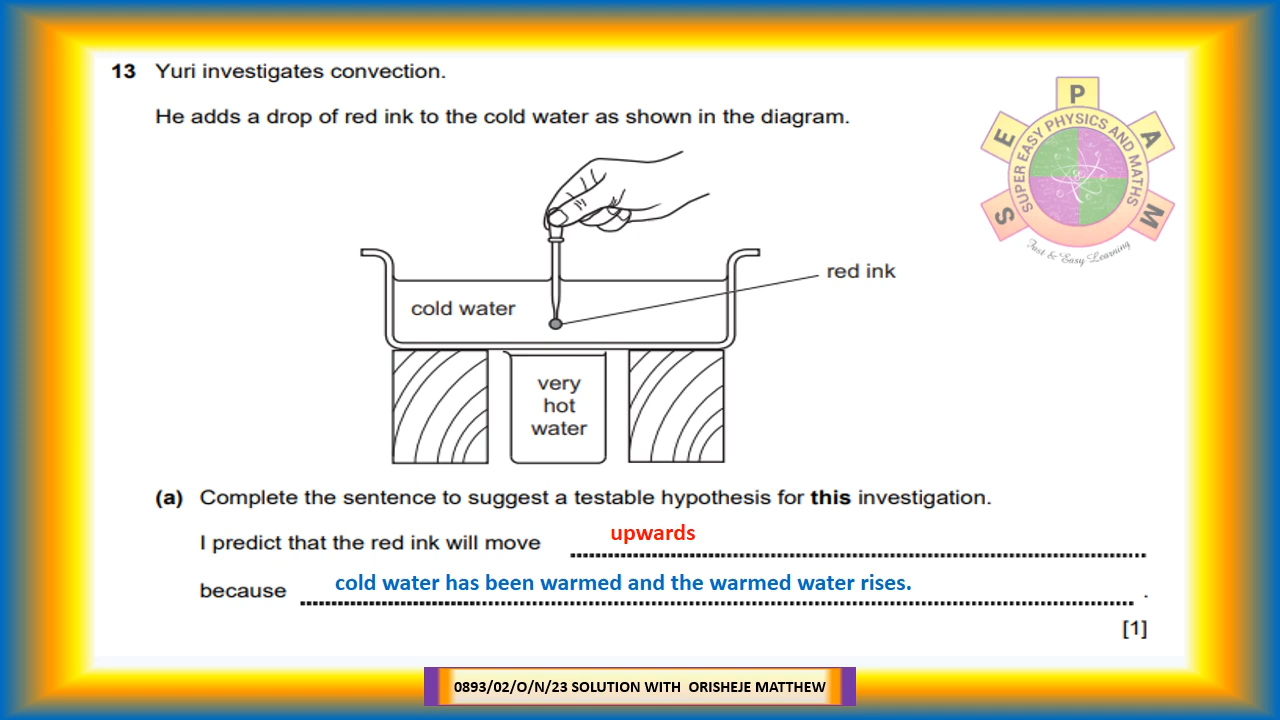 13 Yuri investigates convection.
He adds a drop of red ink to the cold water as shown in the diagram.
S E P A M
SUPER EASY PHYSICS AND MATHS
Fast & Easy Learning
red ink
cold water
very
hot
water
(a) Complete the sentence to suggest a testable hypothesis for this investigation.
I predict that the red ink will move upwards
because cold water has been warmed and the warmed water rises. .
[1]
0893/02/O/N/23 SOLUTION WITH ORISHEJE MATTHEW